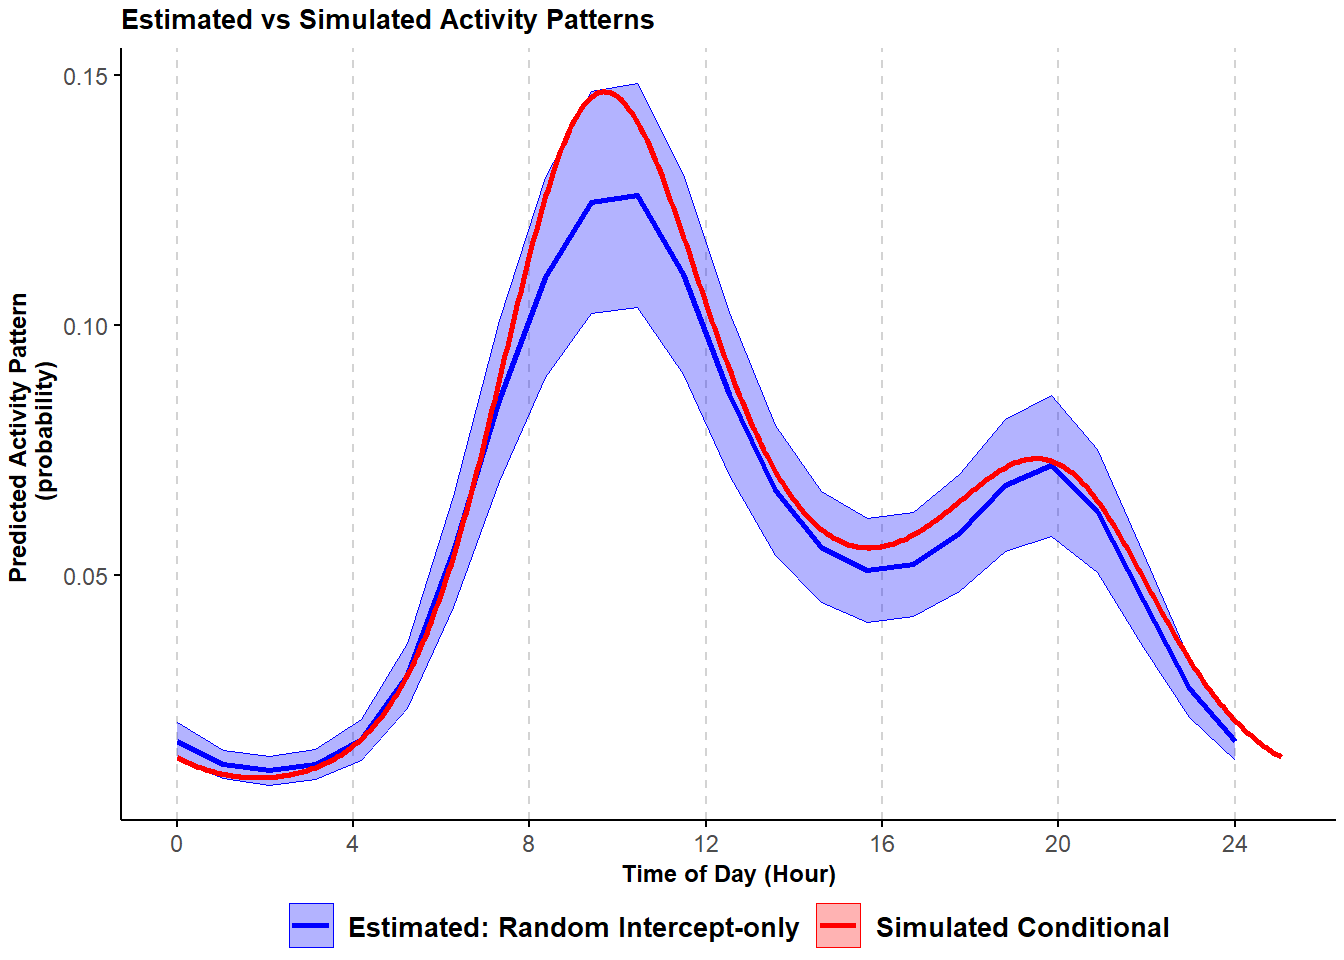 Estimated vs Simulated Activity Patterns
0.15
0.10
0.05
Predicted Activity Pattern
(probability)
0 4 8 12 16 20 24
Time of Day (Hour)
Estimated: Random Intercept-only Simulated Conditional